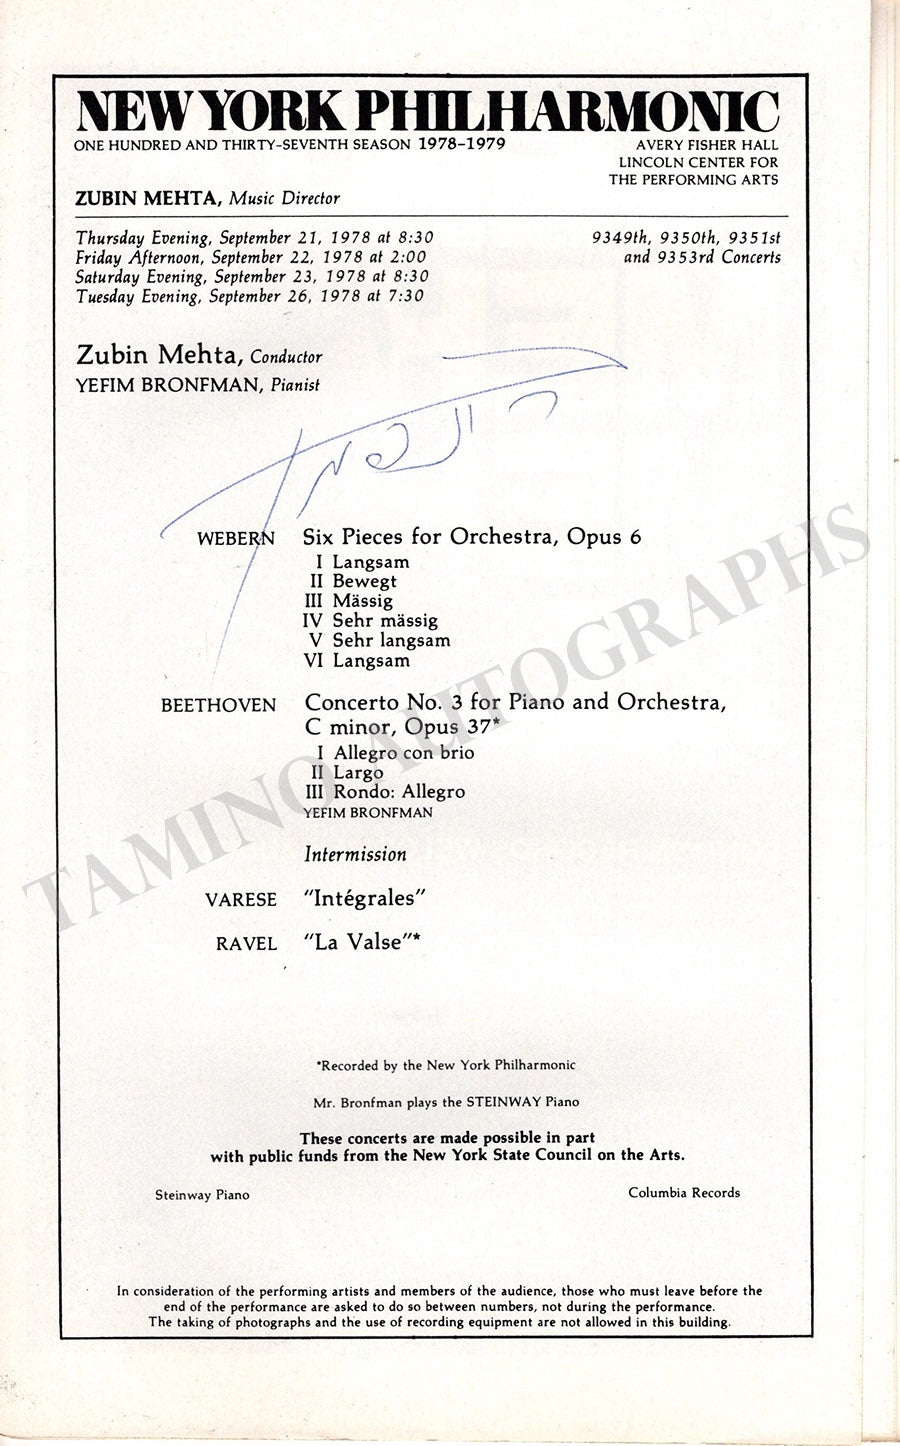 NEW YORK PHILHARMONIC
ONE HUNDRED AND THIRTY-SEVENTH SEASON 1978-1979
AVERY FISHER HALL
LINCOLN CENTER FOR
THE PERFORMING ARTS
ZUBIN MEHTA, Music Director
Thursday Evening, September 21, 1978 at 8:30
Friday Afternoon, September 22, 1978 at 2:00
Saturday Evening, September 23, 1978 at 8:30
Tuesday Evening, September 26, 1978 at 7:30
9349th, 9350th, 9351st
and 9353rd Concerts
Zubin Mehta, Conductor
YEFIM BRONFMAN, Pianist
WEBERN Six Pieces for Orchestra, Opus 6
I Langsam
II Bewegt
III Mässig
IV Sehr mässig
V Sehr langsam
VI Langsam
BEETHOVEN Concerto No. 3 for Piano and Orchestra,
C minor, Opus 37*
I Allegro con brio
II Largo
III Rondo: Allegro
YEFIM BRONFMAN
Intermission
VARESE "Intégrales"
RAVEL "La Valse"*
*Recorded by the New York Philharmonic
Mr. Bronfman plays the STEINWAY Piano
These concerts are made possible in part
with public funds from the New York State Council on the Arts.
Steinway Piano
Columbia Records
In consideration of the performing artists and members of the audience, those who must leave before the
end of the performance are asked to do so between numbers, not during the performance.
The taking of photographs and the use of recording equipment are not allowed in this building.
TAMINO AUTOGRAPHS